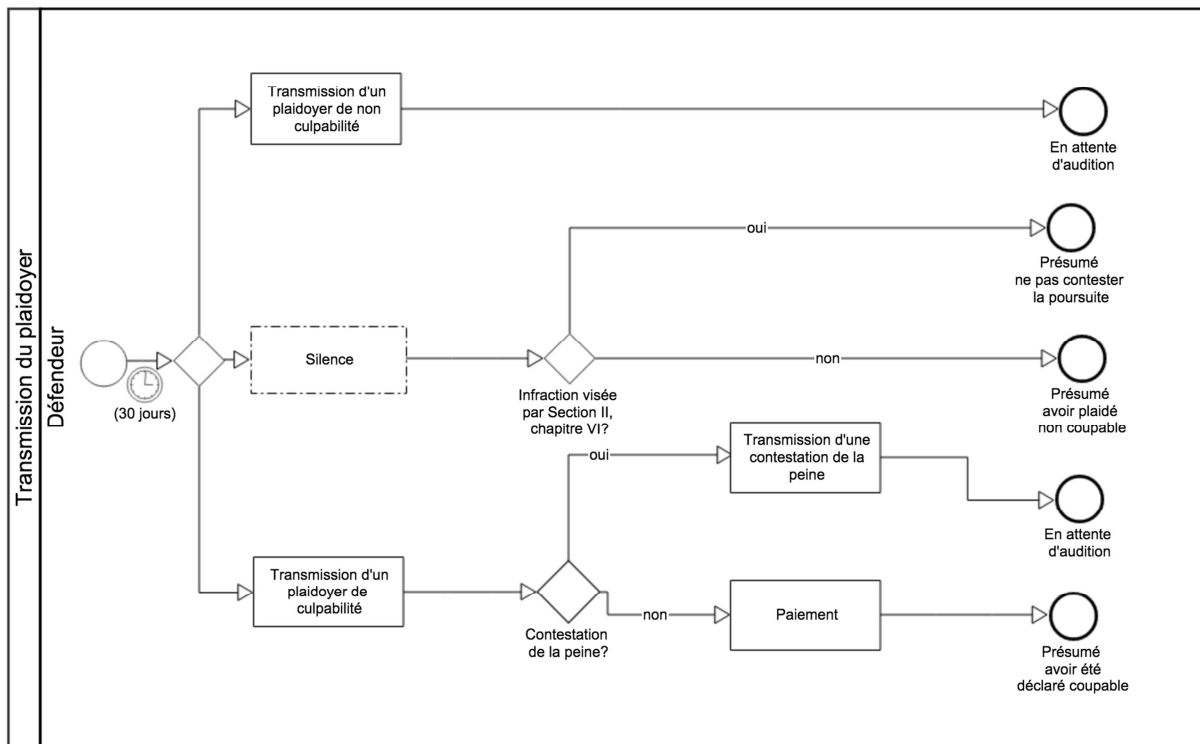 Transmission du plaidoyer
Défendeur
(30 jours)
Transmission d'un
plaidoyer de non
culpabilité
En attente
d'audition
Silence
Infraction visée
par Section II,
chapitre VI?
oui
Présumé
ne pas contester
la poursuite
non
Présumé
avoir plaidé
non coupable
Transmission d'un
plaidoyer de
culpabilité
Contestation
de la peine?
oui
Transmission d'une
contestation de la
peine
En attente
d'audition
non
Paiement
Présumé
avoir été
déclaré coupable